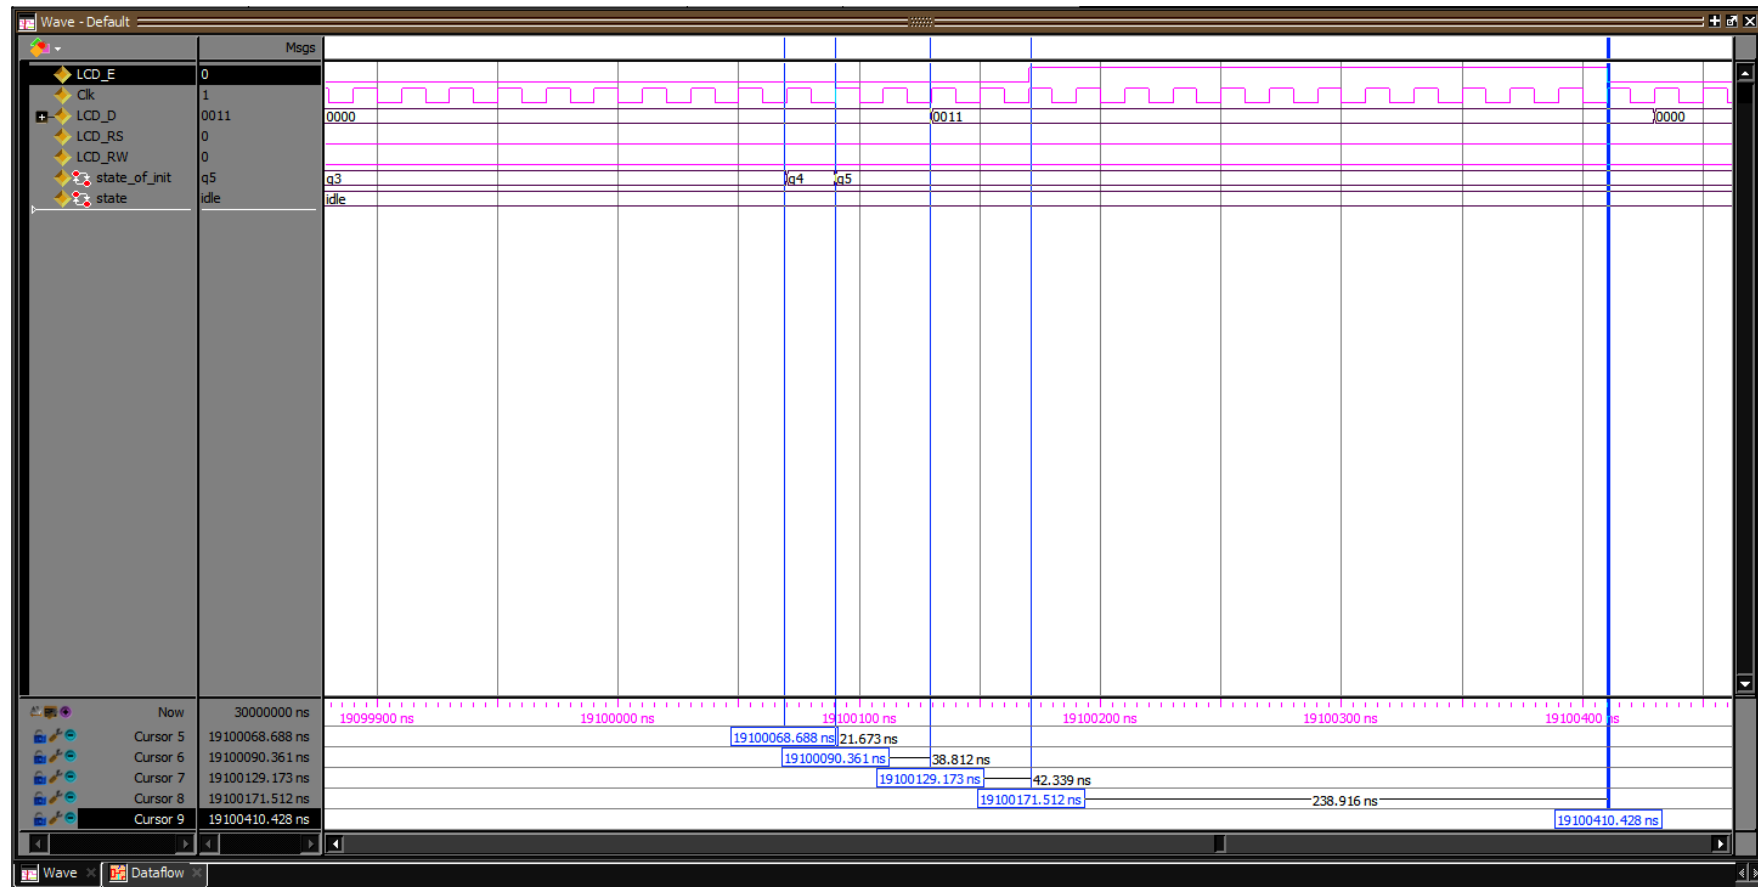 Wave - Default
Msgs
LCD_E 0
Clk 1
LCD_D 0011 0000 0011 0000
LCD_RS 0
LCD_RW 0
state_of_init q5 q3 q4 q5
state idle idle
Now 30000000 ns 19099900 ns 19100000 ns 19100100 ns 19100200 ns 19100300 ns 19100400 ns
Cursor 5 19100068.688 ns 19100068.688 ns 21.673 ns
Cursor 6 19100090.361 ns 19100090.361 ns 38.812 ns
Cursor 7 19100129.173 ns 19100129.173 ns 42.339 ns
Cursor 8 19100171.512 ns 19100171.512 ns 238.916 ns
Cursor 9 19100410.428 ns 19100410.428 ns
Wave Dataflow